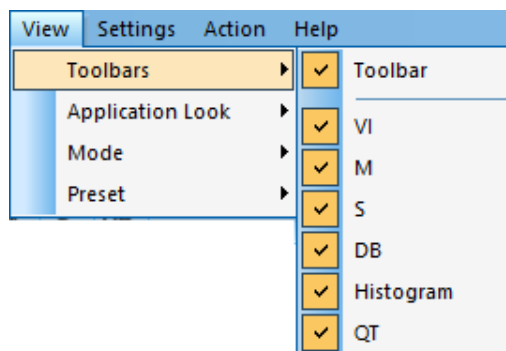 View Settings Action Help
Toolbars
Application Look
Mode
Preset
Toolbar
VI
M
S
DB
Histogram
QT